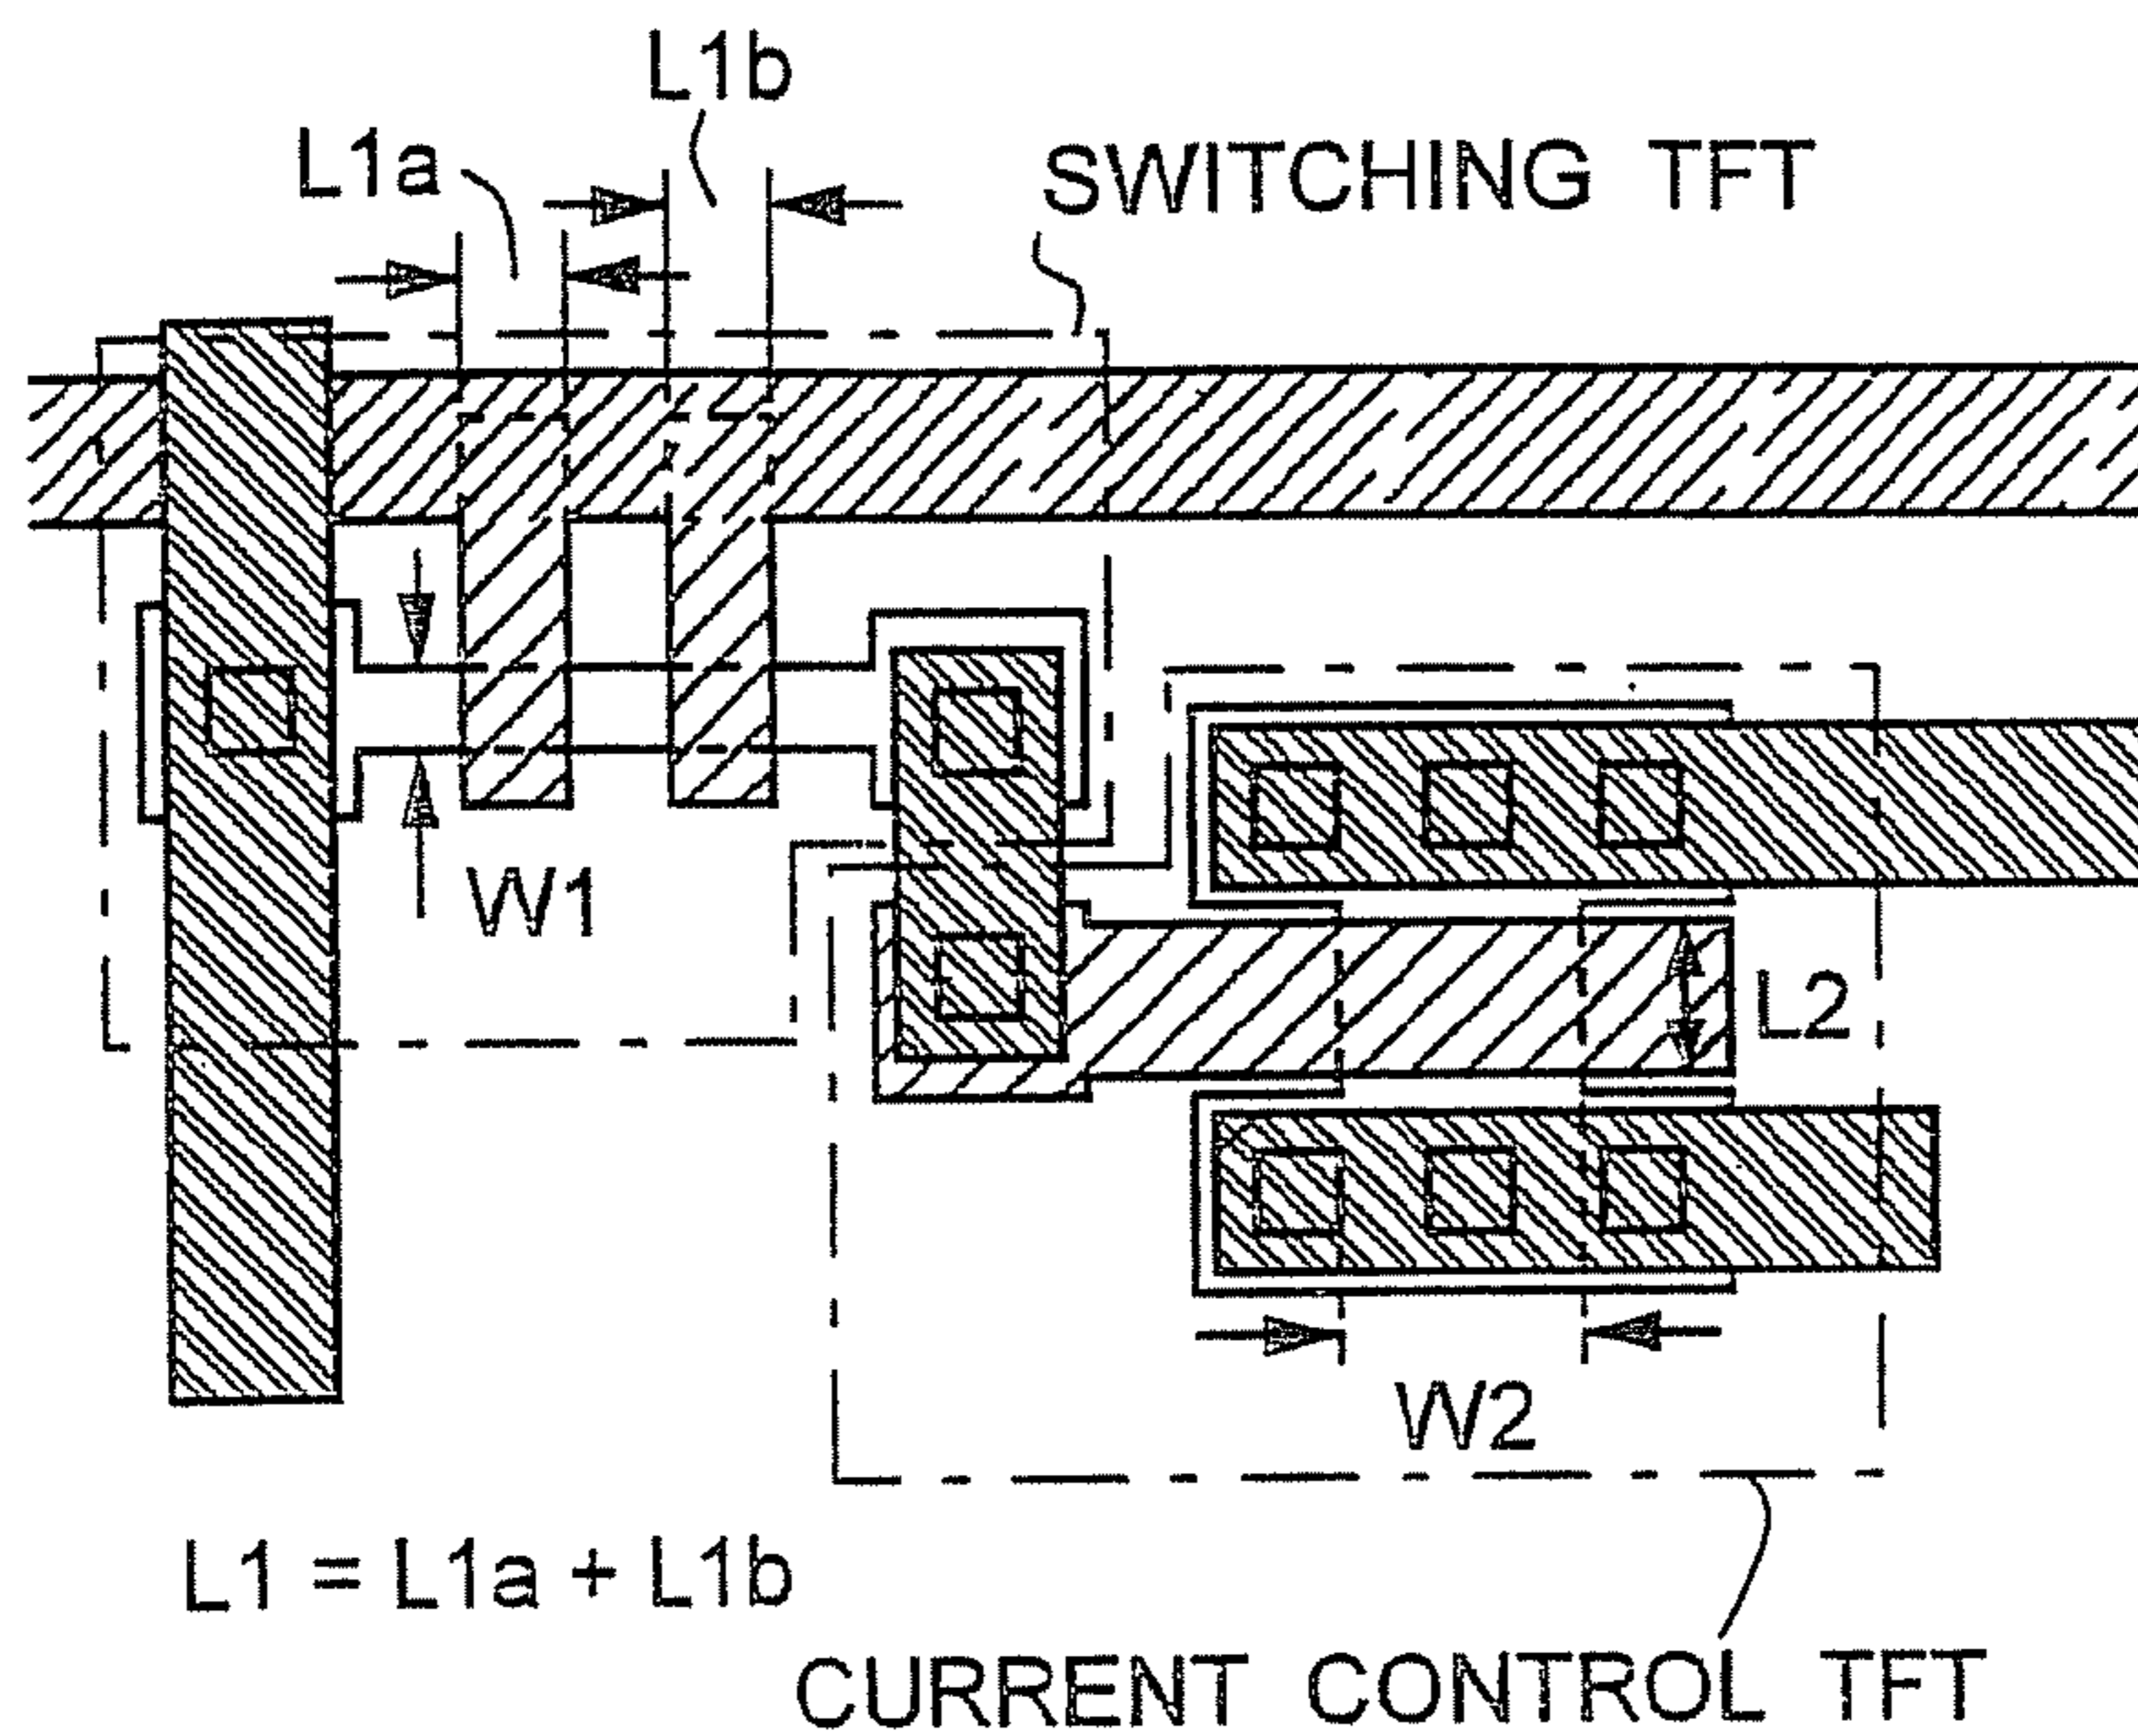 L1b
L1a
SWITCHING TFT
W1
L2
W2
L1 = L1a + L1b
CURRENT CONTROL TFT